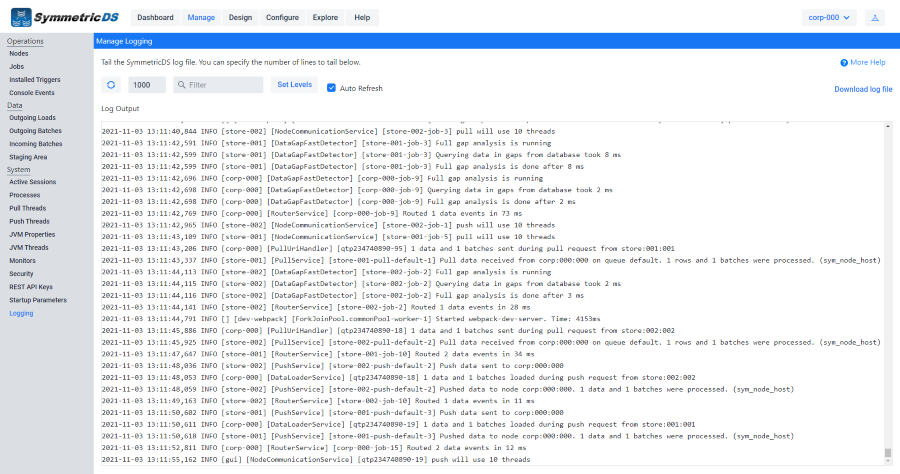 SymmetricDS
Dashboard Manage Design Configure Explore Help
corp-000
Operations
Nodes
Jobs
Installed Triggers
Console Events
Data
Outgoing Loads
Outgoing Batches
Incoming Batches
Staging Area
System
Active Sessions
Processes
Pull Threads
Push Threads
JVM Properties
JVM Threads
Monitors
Security
REST API Keys
Startup Parameters
Logging
Manage Logging
Tail the SymmetricDS log file. You can specify the number of lines to tail below.
More Help
1000 Filter Set Levels Auto Refresh
Download log file
Log Output
2021-11-03 13:11:40,844 INFO [store-002] [NodeCommunicationService] [store-002-job-3] pull will use 10 threads
2021-11-03 13:11:42,591 INFO [store-001] [DataGapFastDetector] [store-001-job-3] Full gap analysis is running
2021-11-03 13:11:42,599 INFO [store-001] [DataGapFastDetector] [store-001-job-3] Querying data in gaps from database took 8 ms
2021-11-03 13:11:42,599 INFO [store-001] [DataGapFastDetector] [store-001-job-3] Full gap analysis is done after 8 ms
2021-11-03 13:11:42,696 INFO [corp-000] [DataGapFastDetector] [corp-000-job-9] Full gap analysis is running
2021-11-03 13:11:42,698 INFO [corp-000] [DataGapFastDetector] [corp-000-job-9] Querying data in gaps from database took 2 ms
2021-11-03 13:11:42,698 INFO [corp-000] [DataGapFastDetector] [corp-000-job-9] Full gap analysis is done after 2 ms
2021-11-03 13:11:42,769 INFO [corp-000] [RouterService] [corp-000-job-9] Routed 1 data events in 73 ms
2021-11-03 13:11:42,965 INFO [store-002] [NodeCommunicationService] [store-002-job-1] push will use 10 threads
2021-11-03 13:11:43,109 INFO [store-001] [NodeCommunicationService] [store-001-job-5] pull will use 10 threads
2021-11-03 13:11:43,206 INFO [corp-000] [PullUriHandler] [qtp234740890-95] 1 data and 1 batches sent during pull request from store:001:001
2021-11-03 13:11:43,337 INFO [store-001] [PullService] [store-001-pull-default-1] Pull data received from corp:000:000 on queue default. 1 rows and 1 batches were processed. (sym_node_host)
2021-11-03 13:11:44,113 INFO [store-002] [DataGapFastDetector] [store-002-job-2] Full gap analysis is running
2021-11-03 13:11:44,115 INFO [store-002] [DataGapFastDetector] [store-002-job-2] Querying data in gaps from database took 2 ms
2021-11-03 13:11:44,116 INFO [store-002] [DataGapFastDetector] [store-002-job-2] Full gap analysis is done after 3 ms
2021-11-03 13:11:44,141 INFO [store-002] [RouterService] [store-002-job-2] Routed 1 data events in 28 ms
2021-11-03 13:11:44,791 INFO [] [dev-webpack] [ForkJoinPool.commonPool-worker-1] Started webpack-dev-server. Time: 4153ms
2021-11-03 13:11:45,886 INFO [corp-000] [PullUriHandler] [qtp234740890-18] 1 data and 1 batches sent during pull request from store:002:002
2021-11-03 13:11:45,925 INFO [store-002] [PullService] [store-002-pull-default-2] Pull data received from corp:000:000 on queue default. 1 rows and 1 batches were processed. (sym_node_host)
2021-11-03 13:11:47,647 INFO [store-001] [RouterService] [store-001-job-10] Routed 2 data events in 34 ms
2021-11-03 13:11:48,036 INFO [store-002] [PushService] [store-002-push-default-2] Push data sent to corp:000:000
2021-11-03 13:11:48,053 INFO [corp-000] [DataLoaderService] [qtp234740890-18] 1 data and 1 batches loaded during push request from store:002:002
2021-11-03 13:11:48,059 INFO [store-002] [PushService] [store-002-push-default-2] Pushed data to node corp:000:000. 1 data and 1 batches were processed. (sym_node_host)
2021-11-03 13:11:49,163 INFO [store-002] [RouterService] [store-002-job-10] Routed 1 data events in 11 ms
2021-11-03 13:11:50,602 INFO [store-001] [PushService] [store-001-push-default-3] Push data sent to corp:000:000
2021-11-03 13:11:50,611 INFO [corp-000] [DataLoaderService] [qtp234740890-19] 1 data and 1 batches loaded during push request from store:001:001
2021-11-03 13:11:50,618 INFO [store-001] [PushService] [store-001-push-default-3] Pushed data to node corp:000:000. 1 data and 1 batches were processed. (sym_node_host)
2021-11-03 13:11:52,811 INFO [corp-000] [RouterService] [corp-000-job-15] Routed 2 data events in 12 ms
2021-11-03 13:11:55,162 INFO [gui] [NodeCommunicationService] [qtp234740890-19] push will use 10 threads